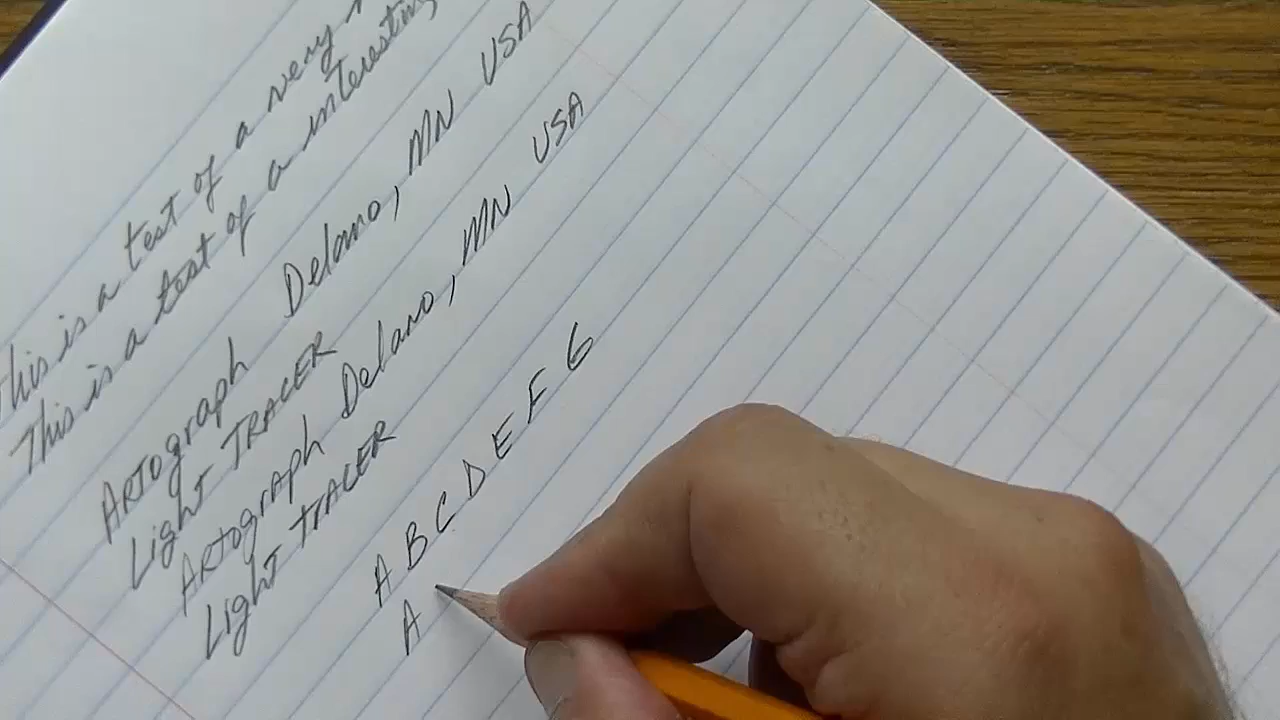 This is a test of a very
This is a test of a interesting
ARTOgraph Delano, MN USA
Light TRACER
ARTOgraph Delano, MN USA
Light TRACER
A B C D E F G
A